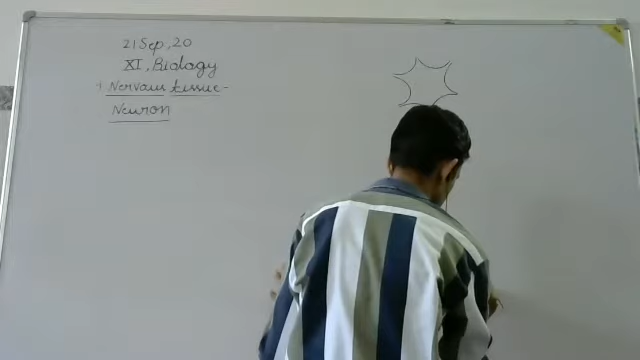 21 Sep, 20
XI, Biology
Nervous tissue-
Neuron